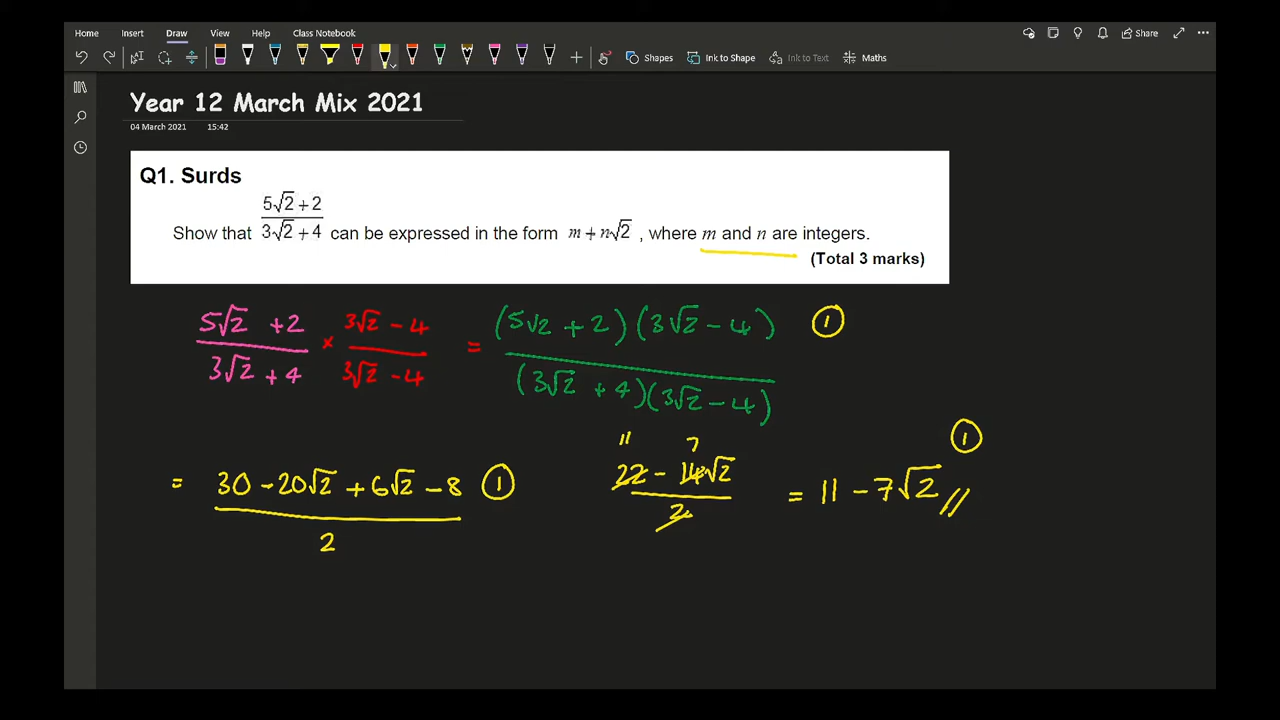 Home Insert Draw View Help Class Notebook
Share
Shapes Ink to Shape Ink to Text Maths
Year 12 March Mix 2021
04 March 2021 15:42
Q1. Surds
Show that (5√2 + 2)/(3√2 + 4) can be expressed in the form m + n√2 , where m and n are integers.
(Total 3 marks)
(5√2 + 2)/(3√2 + 4) × (3√2 − 4)/(3√2 − 4) = (5√2 + 2)(3√2 − 4)/(3√2 + 4)(3√2 − 4) ①
= (30 − 20√2 + 6√2 − 8)/2 ① 11 7 (22 − 14√2)/2 = 11 − 7√2 // ①